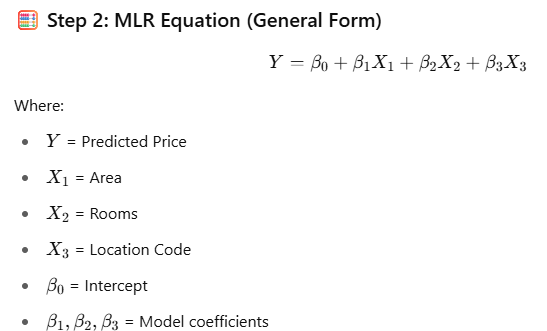 Step 2: MLR Equation (General Form)
Y = β₀ + β₁X₁ + β₂X₂ + β₃X₃
Where:
• Y = Predicted Price
• X₁ = Area
• X₂ = Rooms
• X₃ = Location Code
• β₀ = Intercept
• β₁, β₂, β₃ = Model coefficients